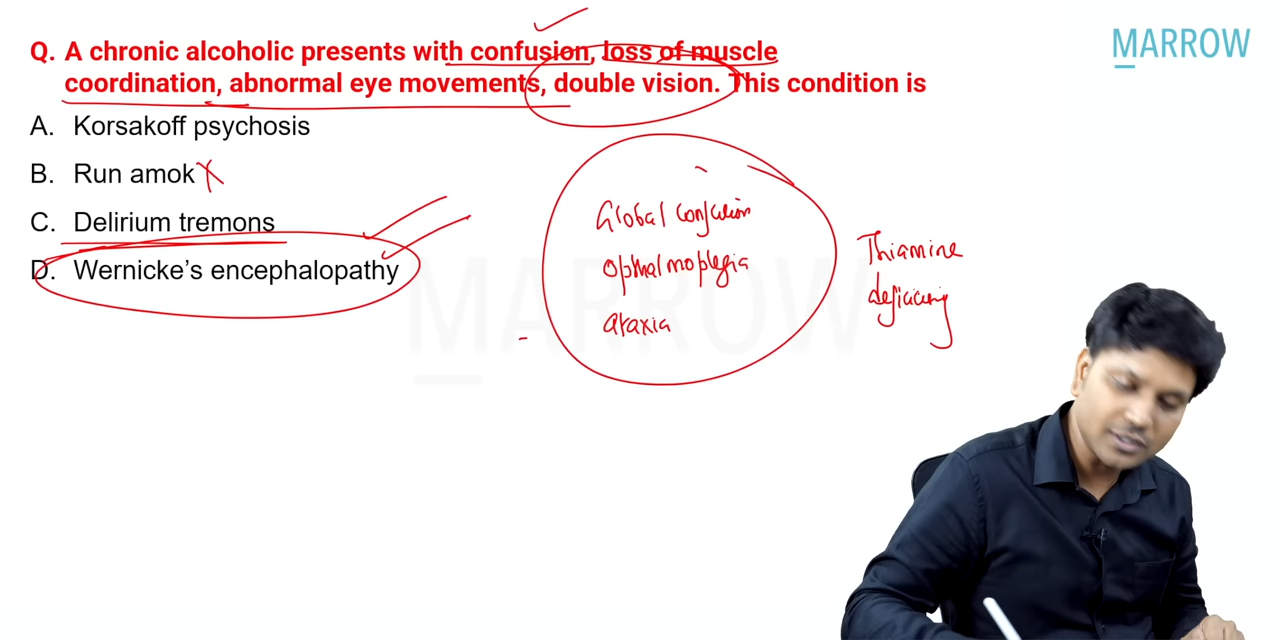 MARROW
Q. A chronic alcoholic presents with confusion, loss of muscle
coordination, abnormal eye movements, double vision. This condition is
A. Korsakoff psychosis
B. Run amok
C. Delirium tremons
D. Wernicke's encephalopathy
Global confusion
Opthalmoplegia
Ataxia
Thiamine
deficiency
MARROW